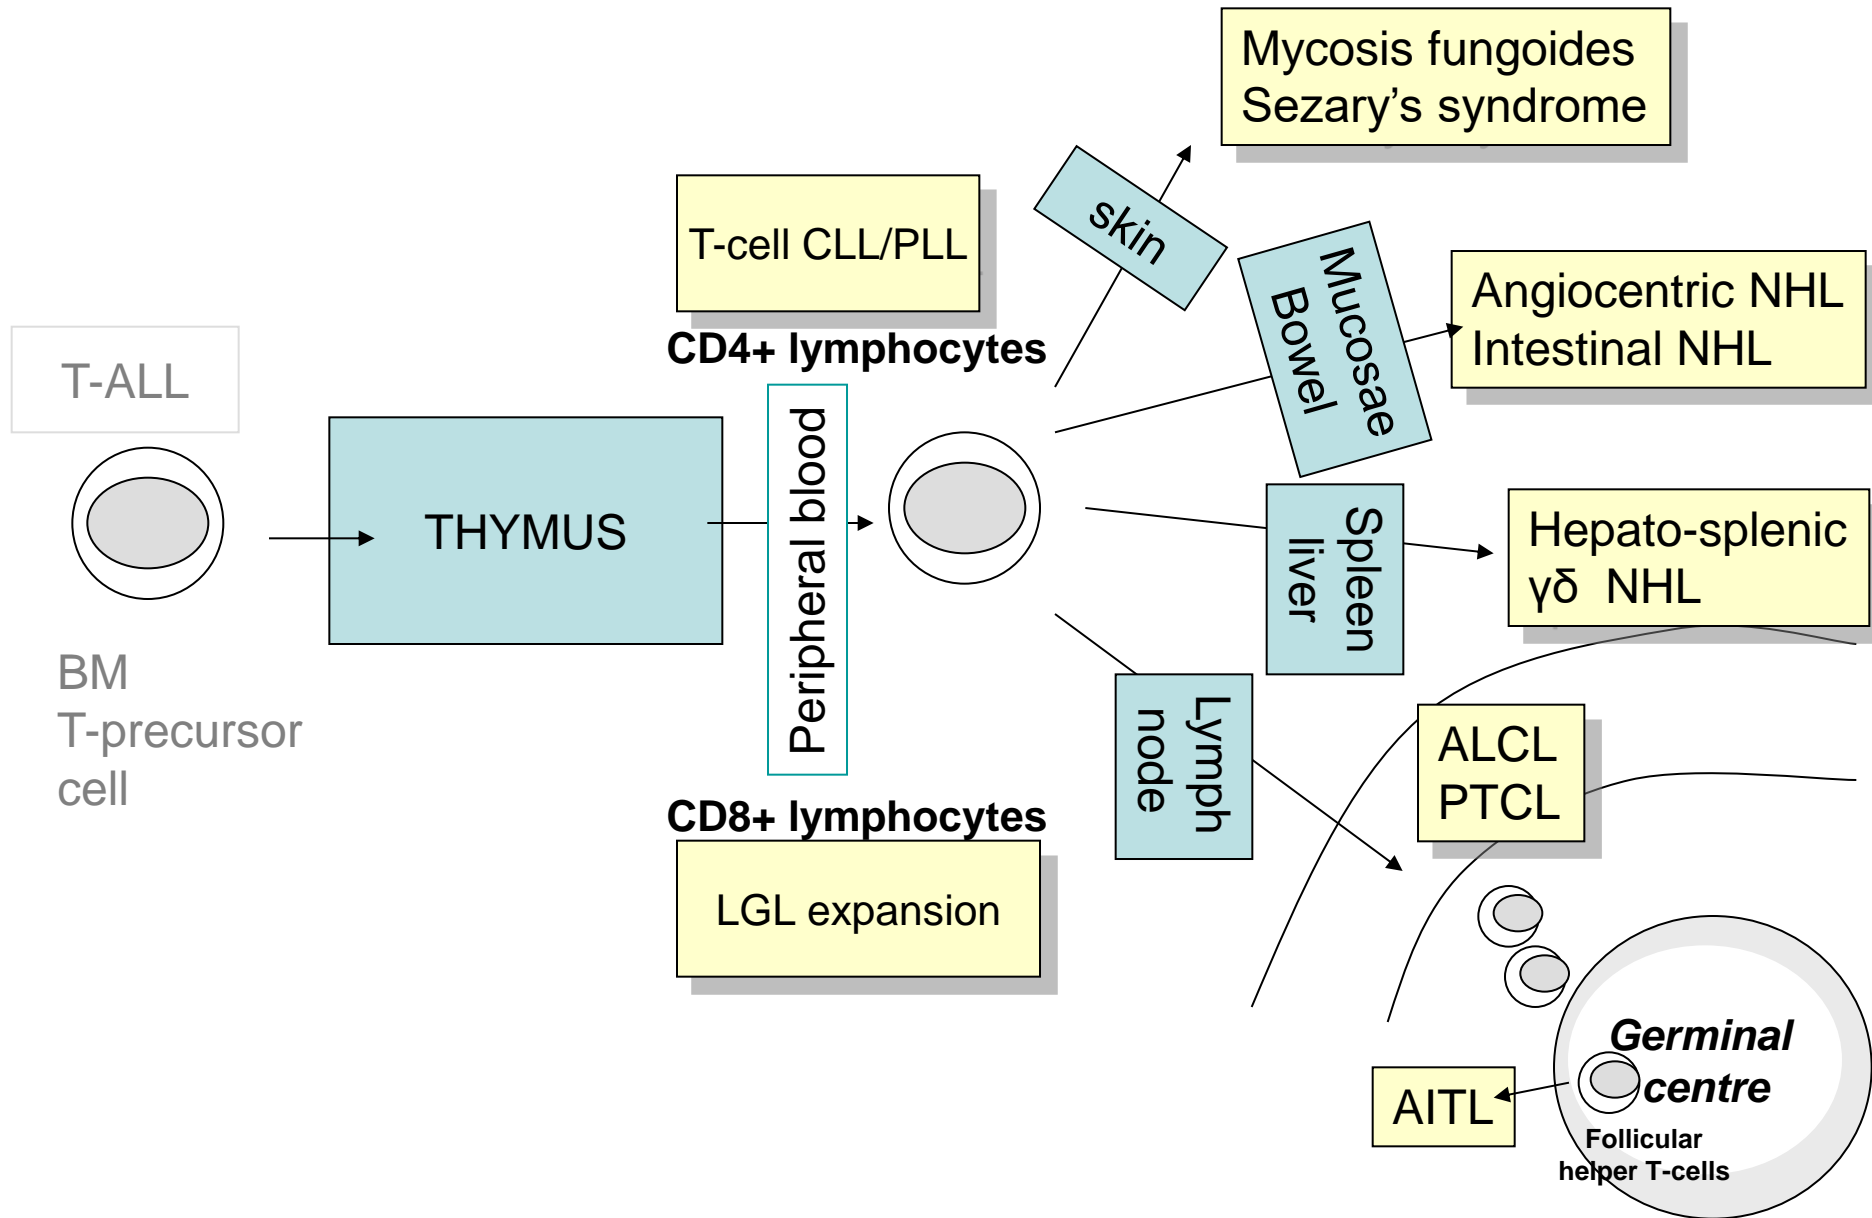 Mycosis fungoides
Sezary’s syndrome
skin
T-cell CLL/PLL
Mucosae
Bowel
Angiocentric NHL
Intestinal NHL
CD4+ lymphocytes
T-ALL
THYMUS
Peripheral blood
Spleen
liver
Hepato-splenic
γδ NHL
BM
T-precursor
cell
Lymph
node
ALCL
PTCL
CD8+ lymphocytes
LGL expansion
Germinal
centre
AITL
Follicular
helper T-cells